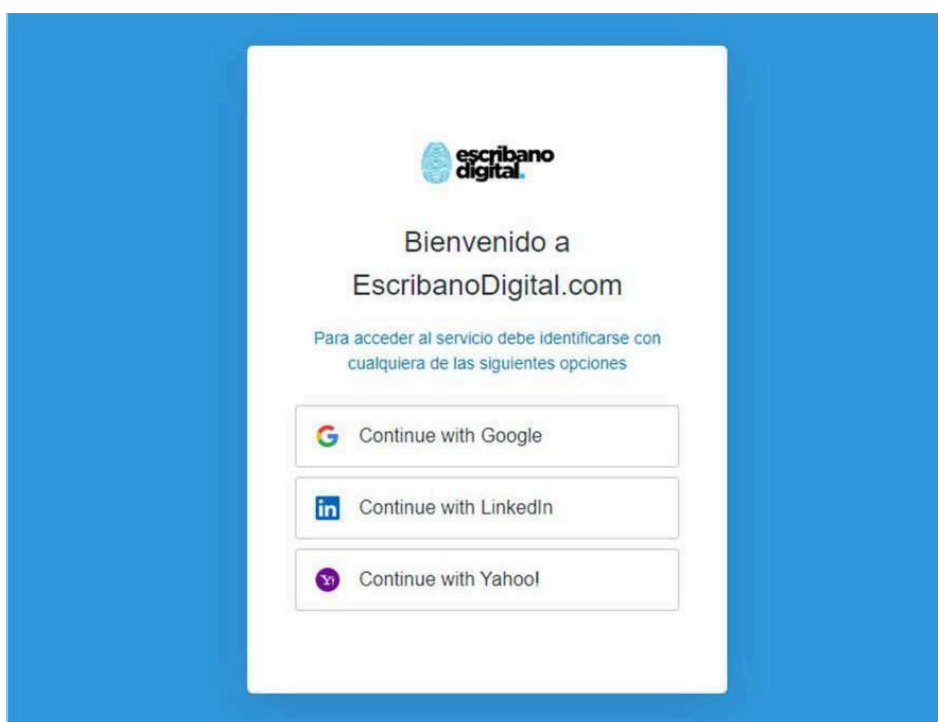 escribano
digital.
Bienvenido a
EscribanoDigital.com
Para acceder al servicio debe identificarse con
cualquiera de las siguientes opciones
Continue with Google
in Continue with LinkedIn
Y! Continue with Yahoo!